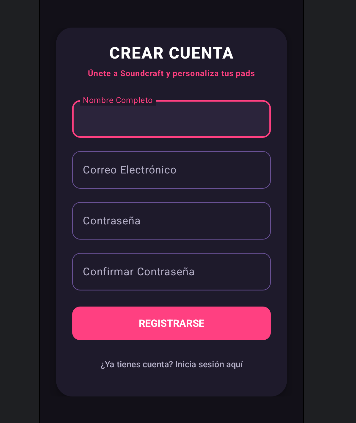 CREAR CUENTA
Únete a Soundcraft y personaliza tus pads
Nombre Completo
Correo Electrónico
Contraseña
Confirmar Contraseña
REGISTRARSE
¿Ya tienes cuenta? Inicia sesión aquí